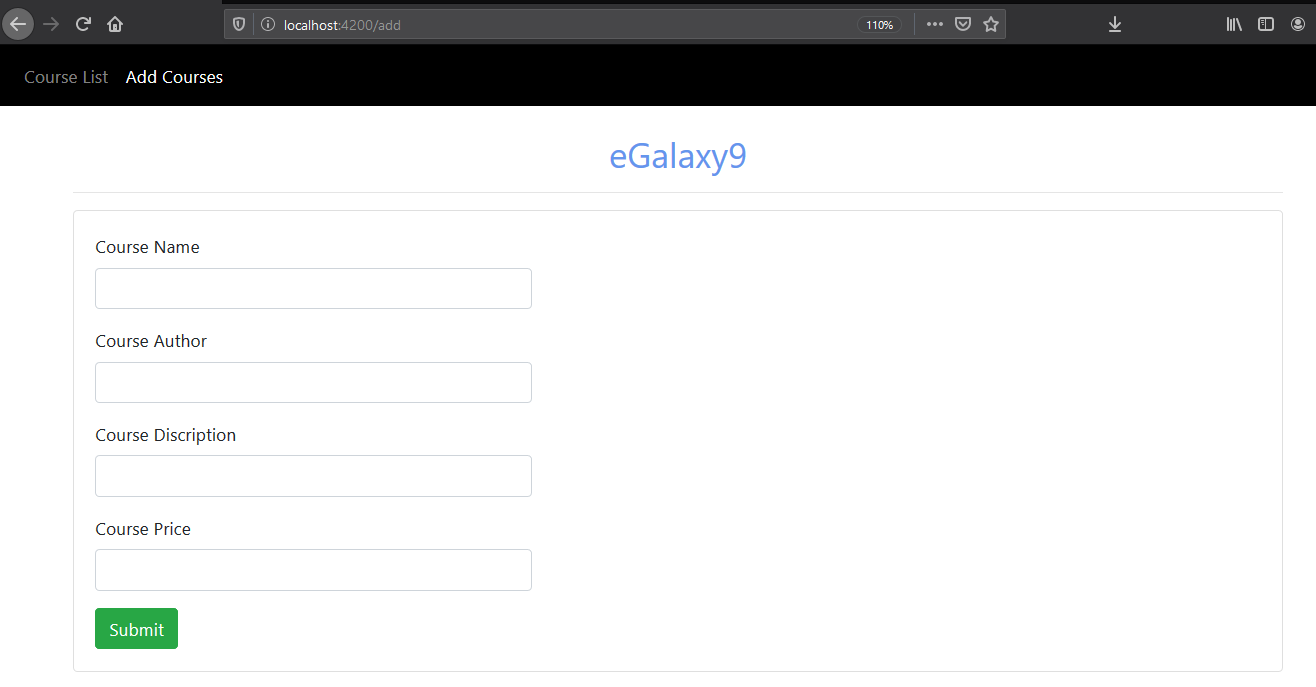 localhost:4200/add 110%
Course List Add Courses
eGalaxy9
Course Name
Course Author
Course Discription
Course Price
Submit